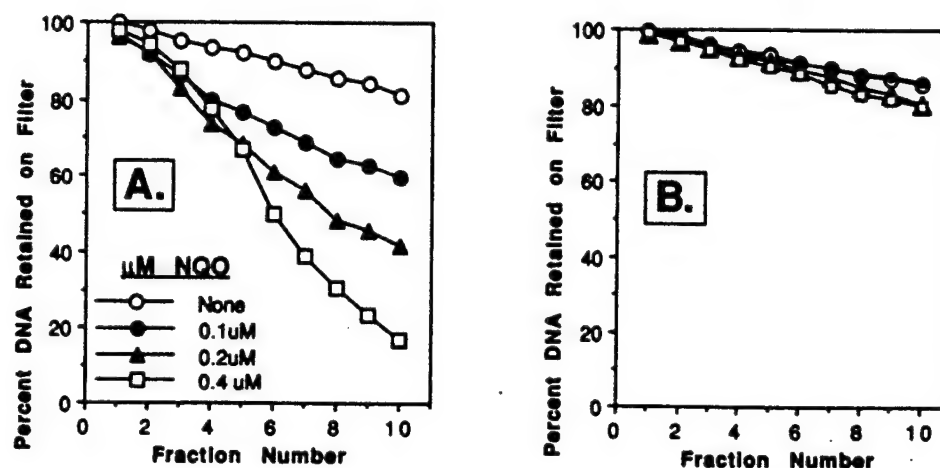 Percent DNA Retained on Filter
100
80
60
40
20
0
A.
µM NQO
None
0.1uM
0.2uM
0.4 uM
0 2 4 6 8 10
Fraction Number
Percent DNA Retained on Filter
100
80
60
40
20
0
B.
0 2 4 6 8 10
Fraction Number